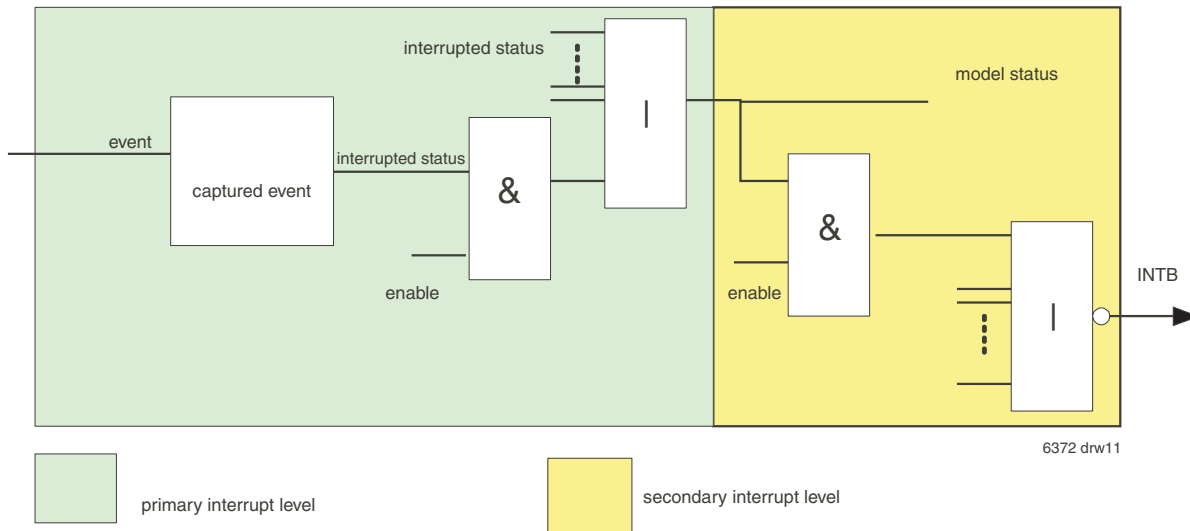 interrupted status
model status
event
interrupted status
captured event
&
|
enable
&
enable
|
INTB
6372 drw11
primary interrupt level
secondary interrupt level